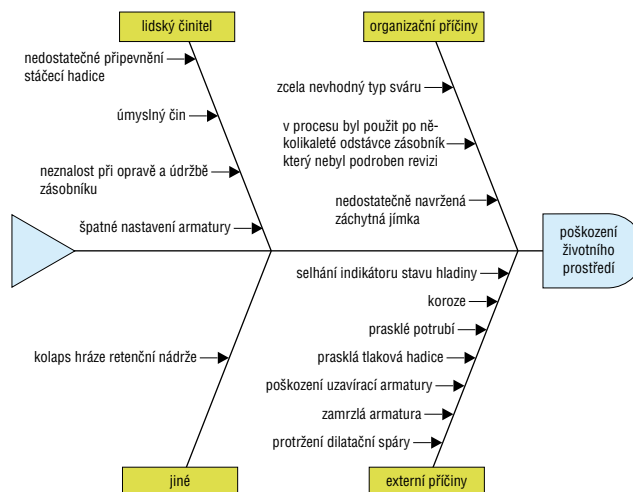 lidský činitel
organizační příčiny
nedostatečné připevnění
stáčecí hadice
úmyslný čin
neznalost při opravě a údržbě
zásobníku
špatné nastavení armatury
zcela nevhodný typ sváru
v procesu byl použit po ně-
kolikaleté odstávce zásobník
který nebyl podroben revizi
nedostatečně navržená
záchytná jímka
poškození
životního
prostředí
selhání indikátoru stavu hladiny
koroze
prasklé potrubí
prasklá tlaková hadice
poškození uzavírací armatury
zamrzlá armatura
protržení dilatační spáry
kolaps hráze retenční nádrže
jiné
externí příčiny